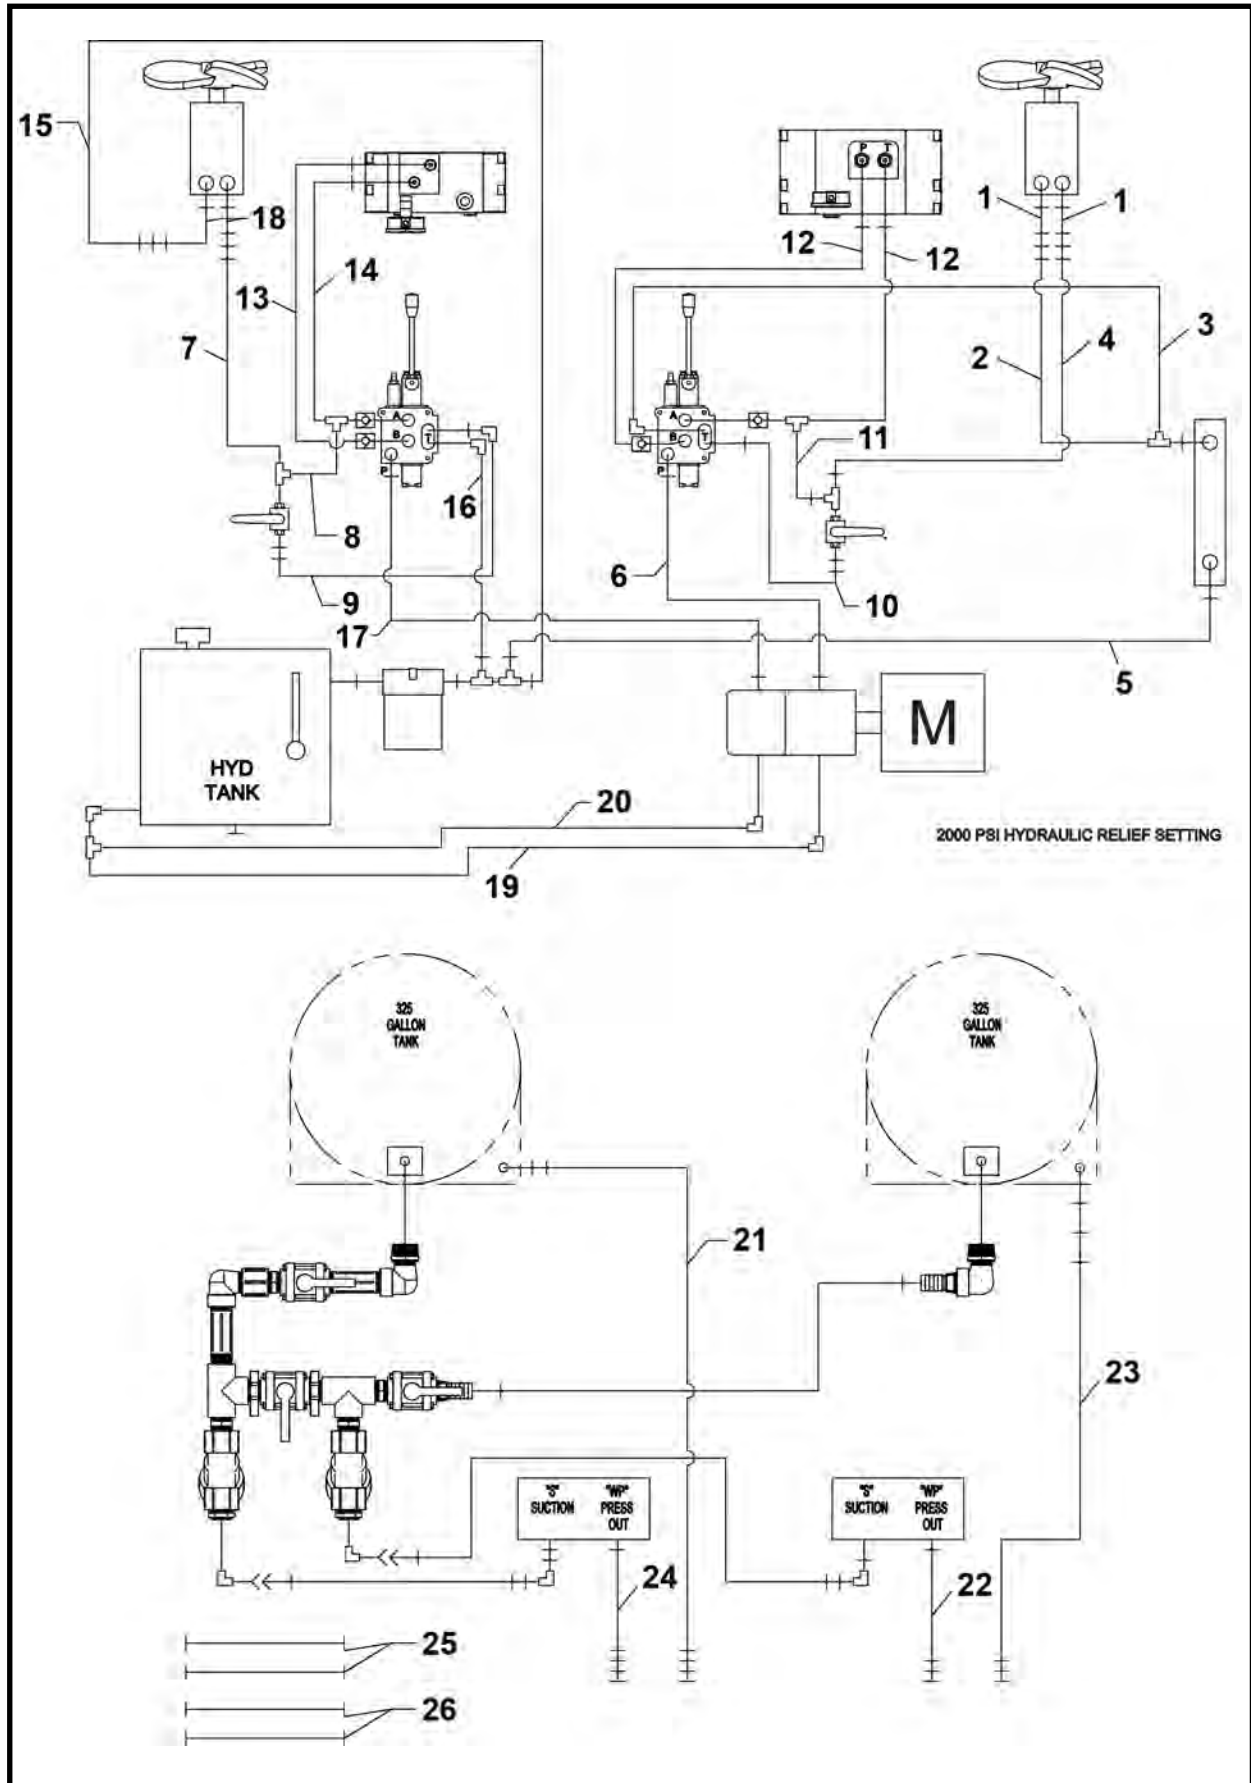 15
18
P T
1 1
12
12
14
13
3
7
4
2
A
A
B
T
B
T
11
P
P
16
8
6
9
10
17
5
M
HYD
TANK
20
2000 PSI HYDRAULIC RELIEF SETTING
19
325
GALLON
TANK
325
GALLON
TANK
21
23
"S"
SUCTION
"WP"
PRESS
OUT
"S"
SUCTION
"WP"
PRESS
OUT
24
22
25
26